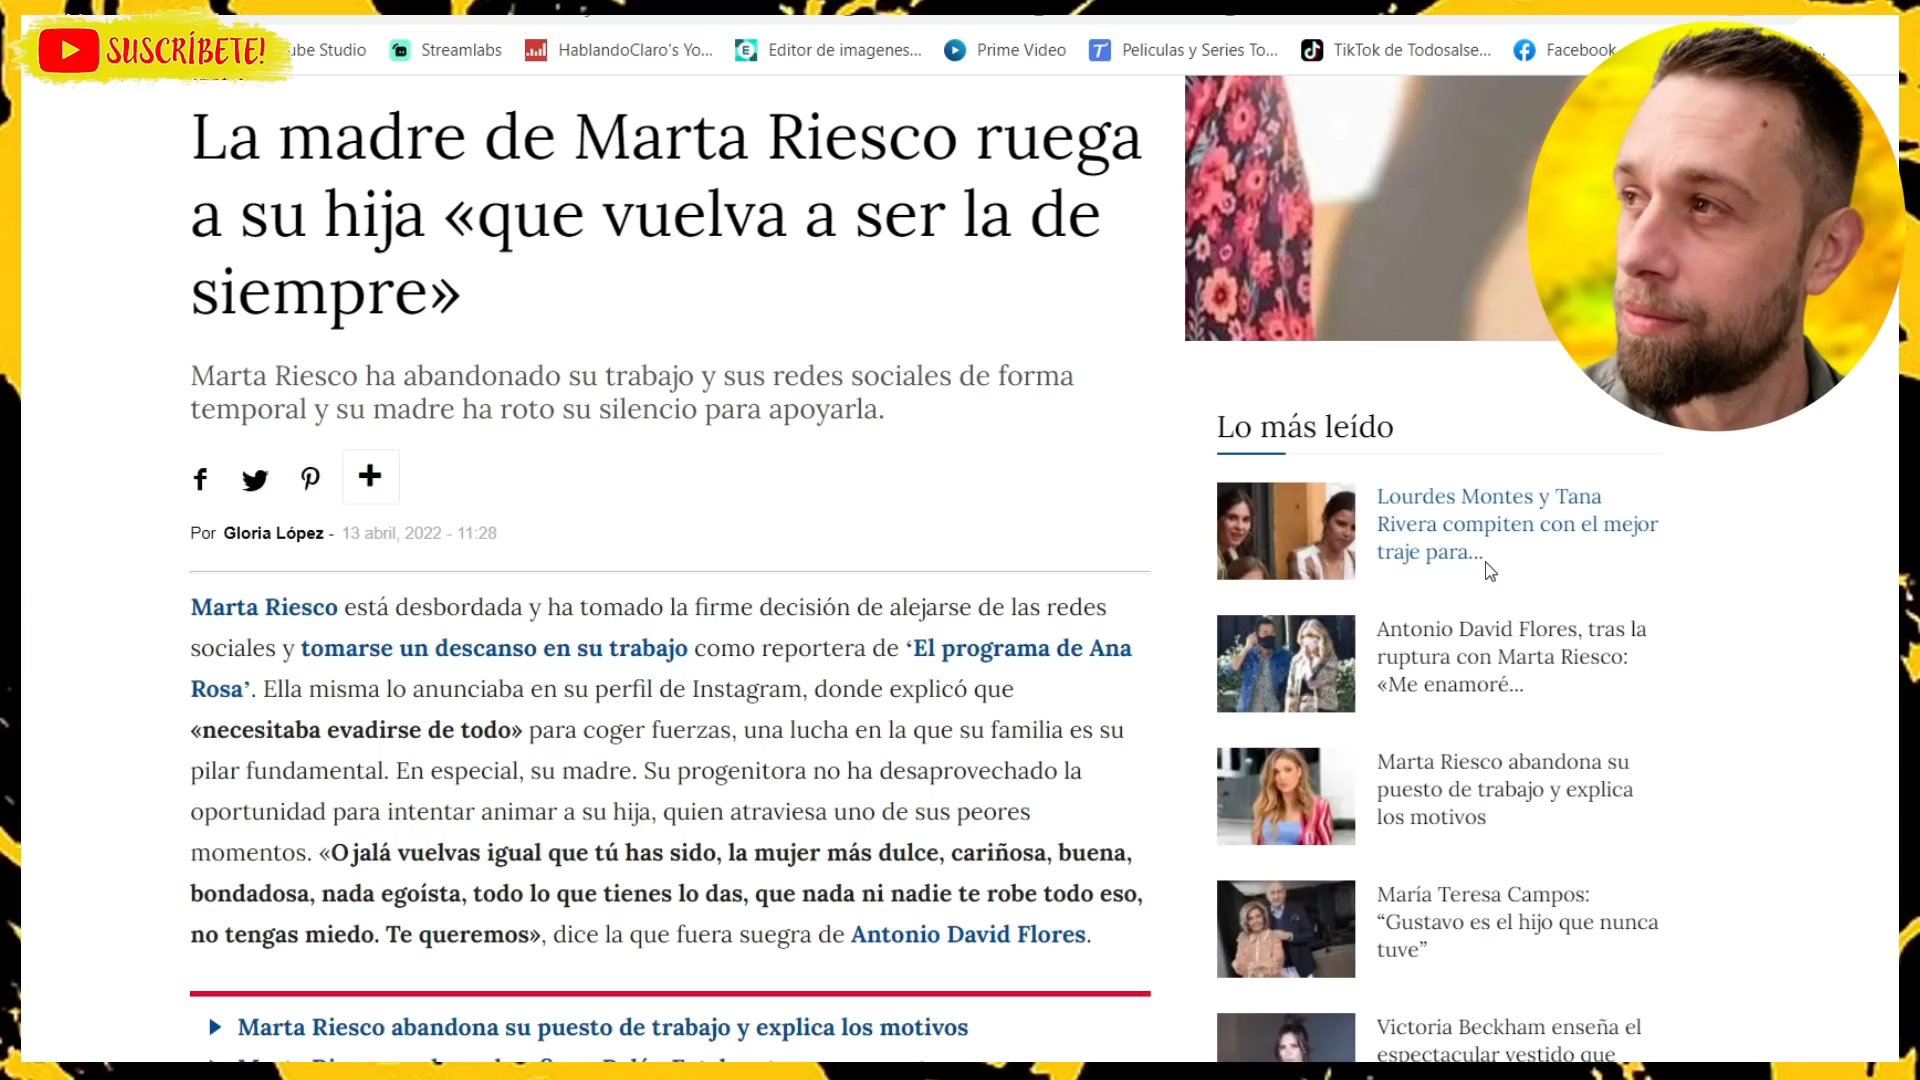 SUSCRÍBETE!
ube Studio
Streamlabs
HablandoClaro's Yo...
Editor de imagenes...
Prime Video
Peliculas y Series To...
TikTok de Todosalse...
Facebook
La madre de Marta Riesco ruega
a su hija «que vuelva a ser la de
siempre»
Marta Riesco ha abandonado su trabajo y sus redes sociales de forma
temporal y su madre ha roto su silencio para apoyarla.
Por Gloria López - 13 abril, 2022 - 11:28
Marta Riesco está desbordada y ha tomado la firme decisión de alejarse de las redes
sociales y tomarse un descanso en su trabajo como reportera de ‘El programa de Ana
Rosa’. Ella misma lo anunciaba en su perfil de Instagram, donde explicó que
«necesitaba evadirse de todo» para coger fuerzas, una lucha en la que su familia es su
pilar fundamental. En especial, su madre. Su progenitora no ha desaprovechado la
oportunidad para intentar animar a su hija, quien atraviesa uno de sus peores
momentos. «Ojalá vuelvas igual que tú has sido, la mujer más dulce, cariñosa, buena,
bondadosa, nada egoísta, todo lo que tienes lo das, que nada ni nadie te robe todo eso,
no tengas miedo. Te queremos», dice la que fuera suegra de Antonio David Flores.
Marta Riesco abandona su puesto de trabajo y explica los motivos
Lo más leído
Lourdes Montes y Tana
Rivera compiten con el mejor
traje para...
Antonio David Flores, tras la
ruptura con Marta Riesco:
«Me enamoré...
Marta Riesco abandona su
puesto de trabajo y explica
los motivos
María Teresa Campos:
“Gustavo es el hijo que nunca
tuve”
Victoria Beckham enseña el
espectacular vestido que